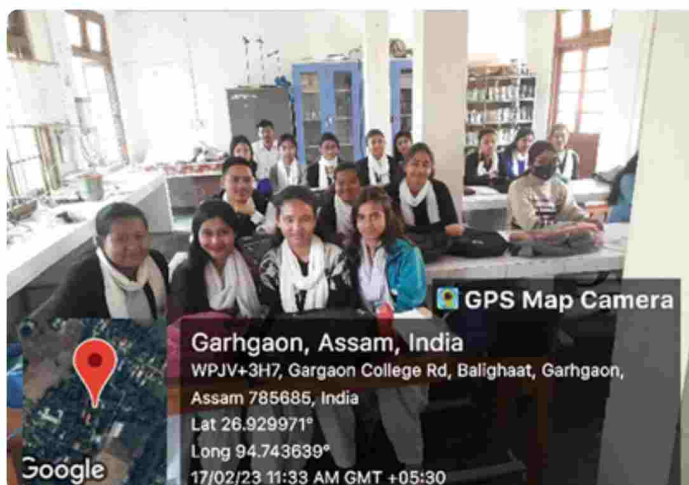 GPS Map Camera
Garhgaon, Assam, India
WPJV+3H7, Gargaon College Rd, Balighaat, Garhgaon,
Assam 785685, India
Lat 26.929971°
Long 94.743639°
17/02/23 11:33 AM GMT +05:30
Google